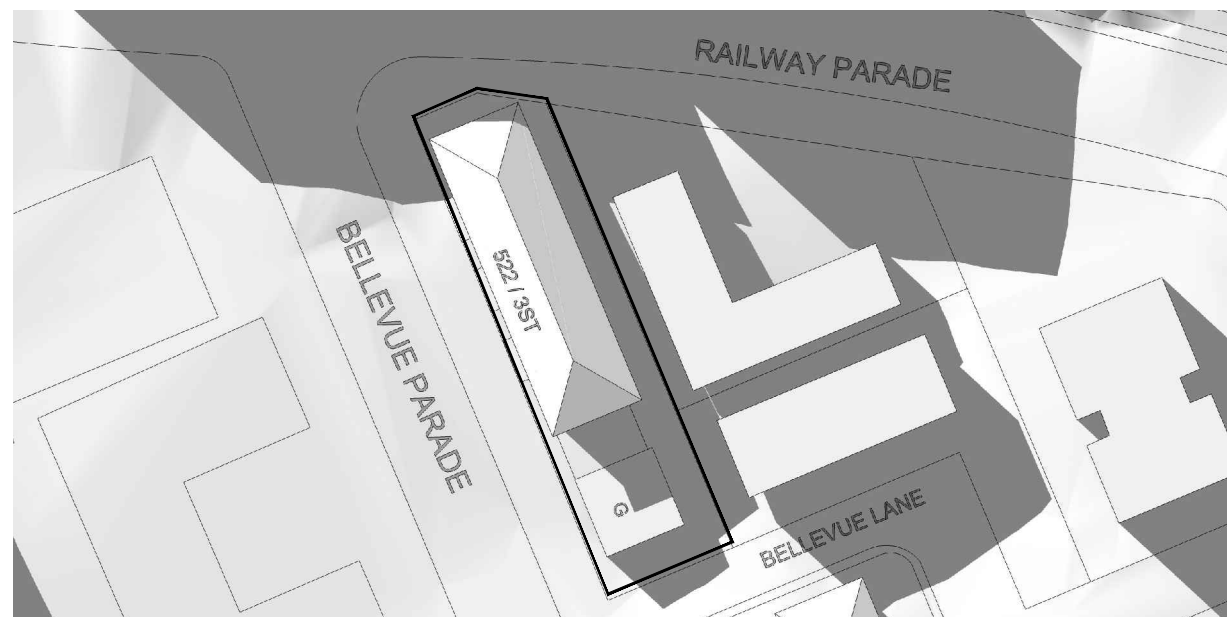 RAILWAY PARADE
BELLEVUE PARADE
522 / 3ST
G
BELLEVUE LANE